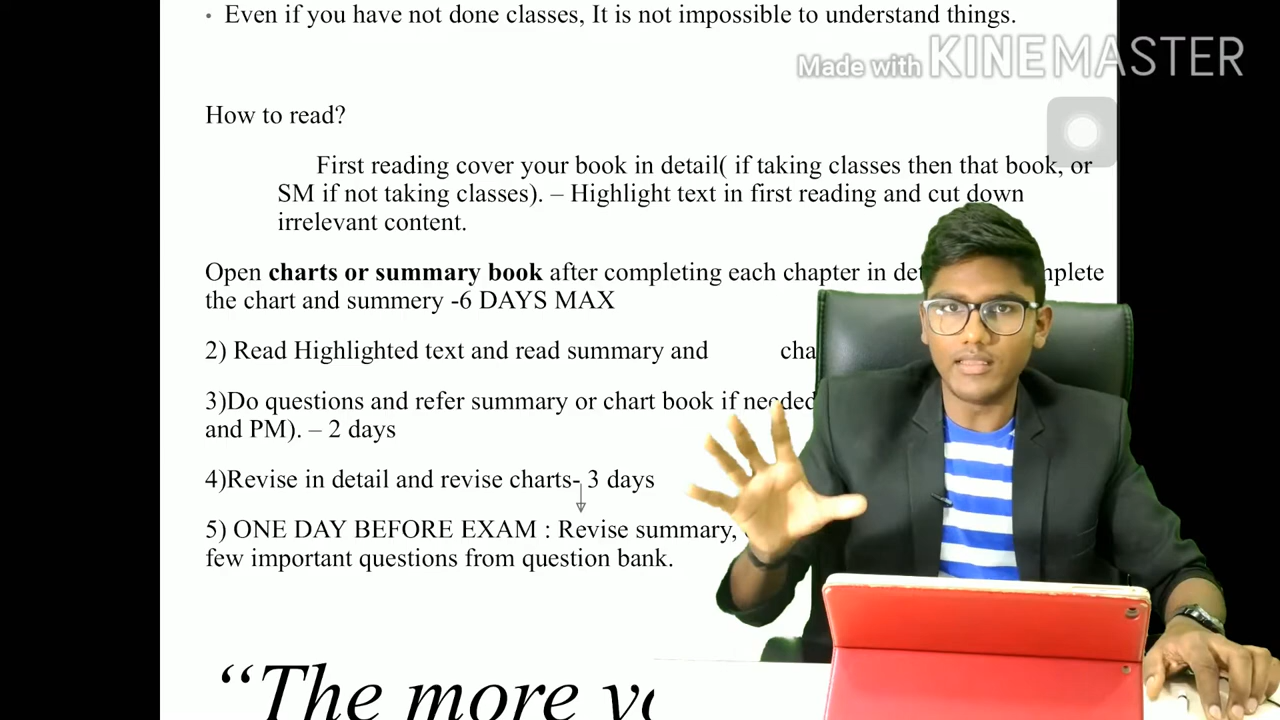 • Even if you have not done classes, It is not impossible to understand things.
Made with KINEMASTER
How to read?
First reading cover your book in detail( if taking classes then that book, or
SM if not taking classes). – Highlight text in first reading and cut down
irrelevant content.
Open charts or summary book after completing each chapter in
the chart and summery -6 DAYS MAX
2) Read Highlighted text and read summary and
3)Do questions and refer summary or chart book if needed
and PM). – 2 days
4)Revise in detail and revise charts- 3 days
5) ONE DAY BEFORE EXAM : Revise summary,
few important questions from question bank.
“The more